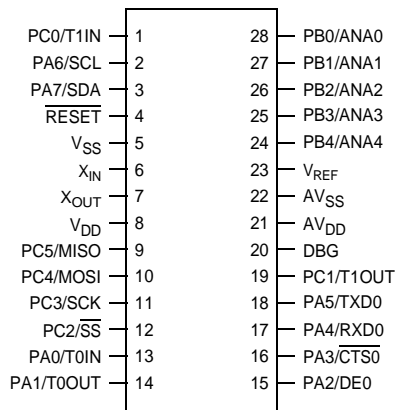 PC0/T1IN 1 28 PB0/ANA0
PA6/SCL 2 27 PB1/ANA1
PA7/SDA 3 26 PB2/ANA2
RESET 4 25 PB3/ANA3
VSS 5 24 PB4/ANA4
XIN 6 23 VREF
XOUT 7 22 AVSS
VDD 8 21 AVDD
PC5/MISO 9 20 DBG
PC4/MOSI 10 19 PC1/T1OUT
PC3/SCK 11 18 PA5/TXD0
PC2/SS 12 17 PA4/RXD0
PA0/T0IN 13 16 PA3/CTS0
PA1/T0OUT 14 15 PA2/DE0